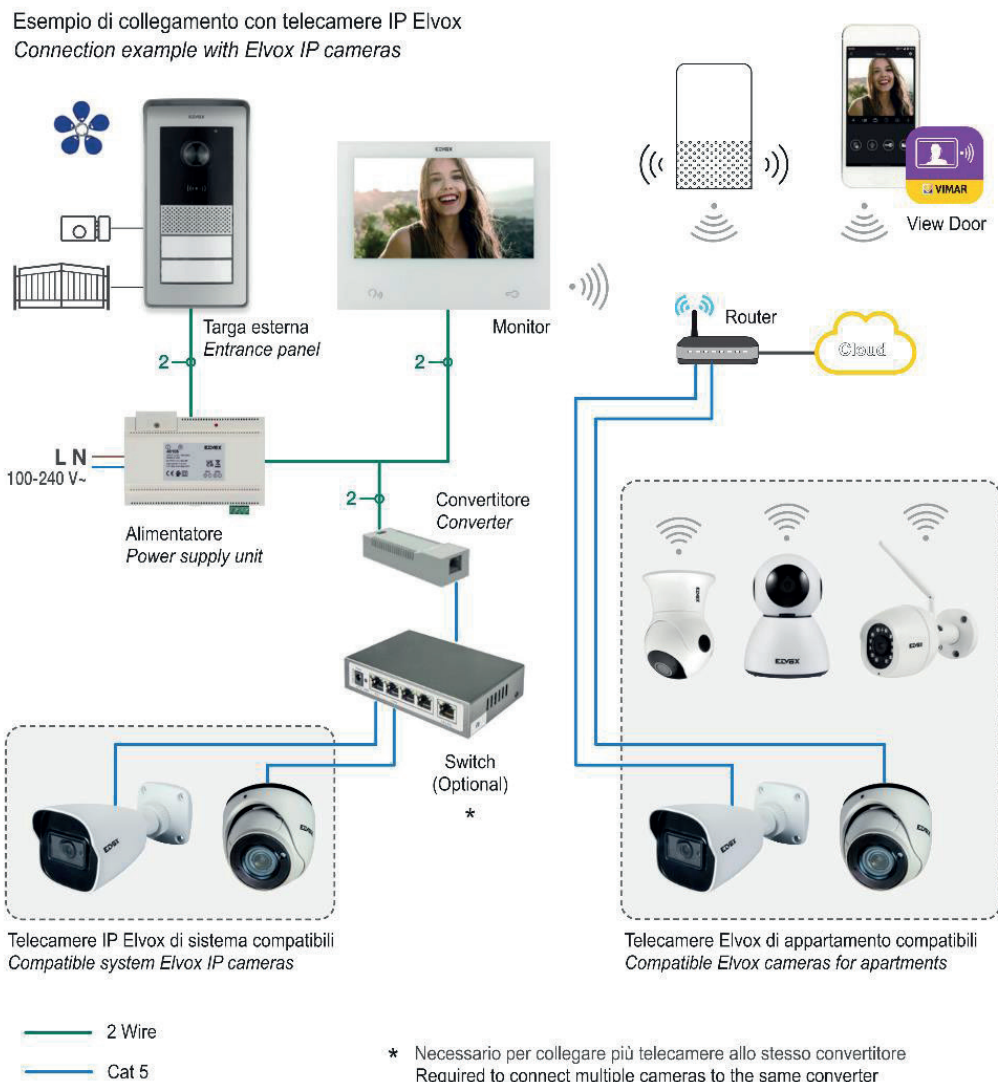 Esempio di collegamento con telecamere IP Elvox
Connection example with Elvox IP cameras
ELVOX
ELVOX
VIMAR
View Door
Targa esterna
Entrance panel
Monitor
Router
Cloud
2
2
L N
100-240 V~
ELVOX
Alimentatore
Power supply unit
2
Convertitore
Converter
ELVOX
ELVOX
ELVOX
Switch
(Optional)
*
ELVOX
ELVOX
ELVOX
ELVOX
Telecamere IP Elvox di sistema compatibili
Compatible system Elvox IP cameras
Telecamere Elvox di appartamento compatibili
Compatible Elvox cameras for apartments
2 Wire
Cat 5
* Necessario per collegare più telecamere allo stesso convertitore
Required to connect multiple cameras to the same converter